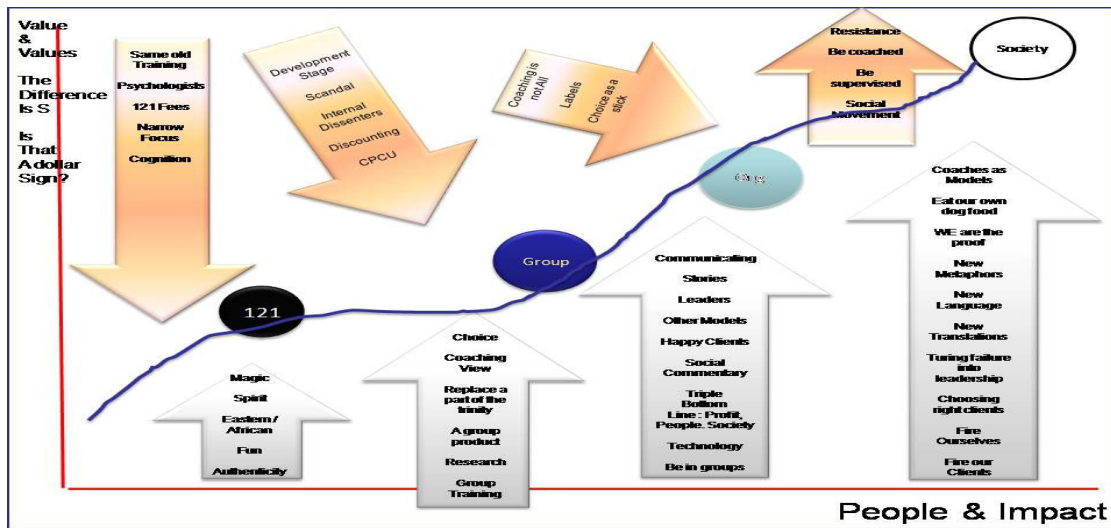 Value
&
Values
The
Difference
Is S
Is
That
A dollar
Sign?
Same old
Training
Psychologists
121 Fees
Narrow
Focus
Cognition
Development
Stage
Scandal
Internal
Dissenters
Discounting
CPCU
Coaching is
not All
Labels
Choice as a
stick
Resistance
Be coached
Be
supervised
Social
Movement
Society
121
Group
Magic
Spirit
Eastern /
African
Fun
Authenticity
Choice
Coaching
View
Replace a
part of the
trinity
A group
product
Research
Group
Training
Communicating
Stories
Leaders
Other Models
Happy Clients
Social
Commentary
Triple
Bottom
Line : Profit,
People. Society
Technology
Be in groups
Coaches as
Models
Eat our own
dog food
WE are the
proof
New
Metaphors
New
Language
New
Translations
Turing failure
into
leadership
Choosing
right clients
Fire
Ourselves
Fire our
Clients
People & Impact